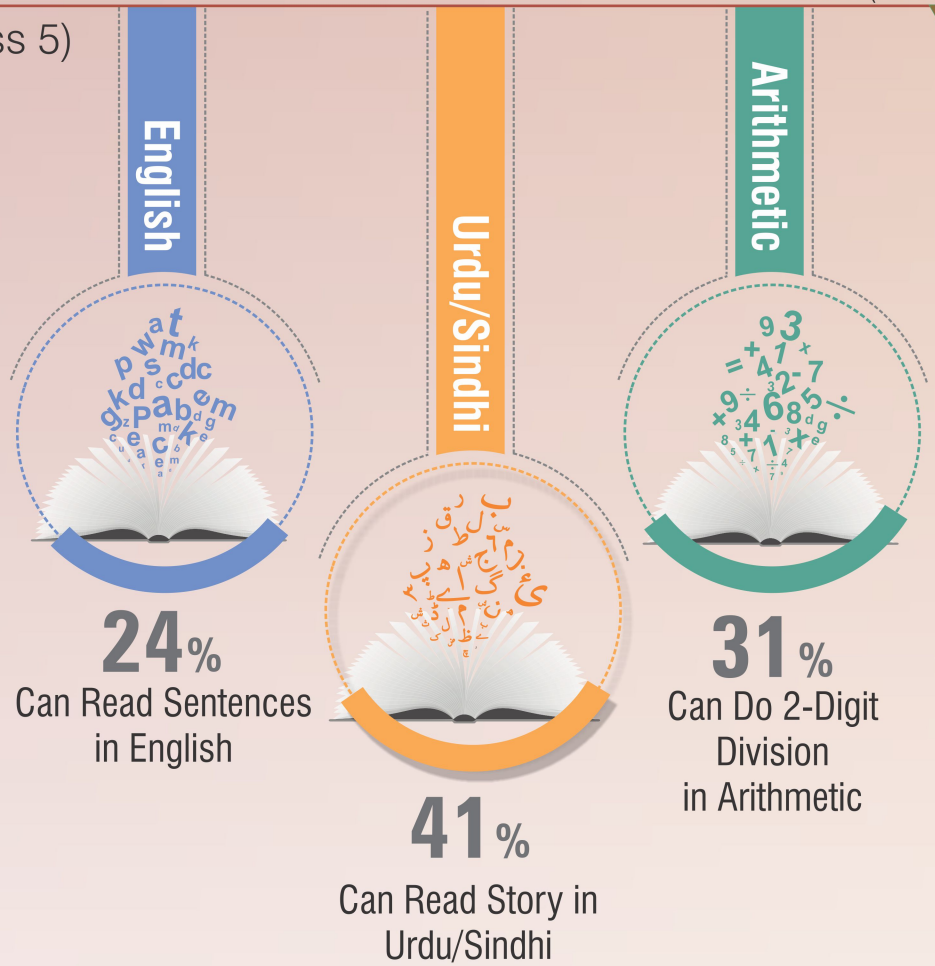 ss 5)
English
Urdu/Sindhi
Arithmetic
24%
Can Read Sentences
in English
41%
Can Read Story in
Urdu/Sindhi
31%
Can Do 2-Digit
Division
in Arithmetic